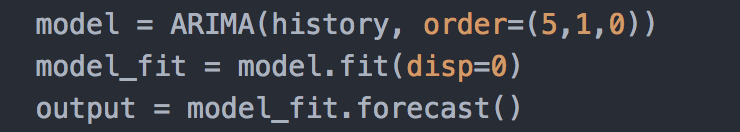 model = ARIMA(history, order=(5,1,0))
model_fit = model.fit(disp=0)
output = model_fit.forecast()